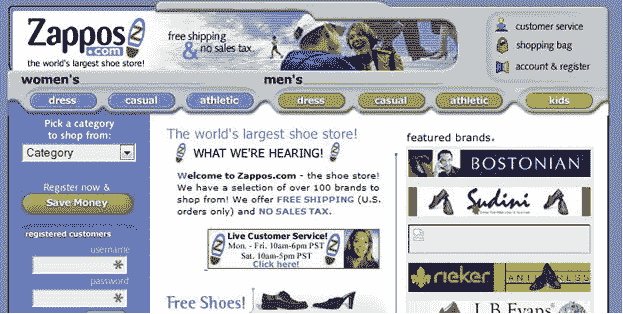 Zappos
.com
the world's largest shoe store!
free shipping
& no sales tax
customer service
shopping bag
account & register
women's
men's
dress
casual
athletic
dress
casual
athletic
kids
Pick a category
to shop from:
Category
Register now &
Save Money
registered customers
username
password
The world's largest shoe store!
WHAT WE'RE HEARING!
Welcome to Zappos.com - the shoe store!
We have a selection of over 100 brands to
shop from! We offer FREE SHIPPING (U.S.
orders only) and NO SALES TAX.
Live Customer Service!
Mon. - Fri. 10am-6pm PST
Sat. 10am-5pm PST
Click here!
Free Shoes!
featured brands.
BOSTONIAN
Sudini
rieker
J.B. Evans